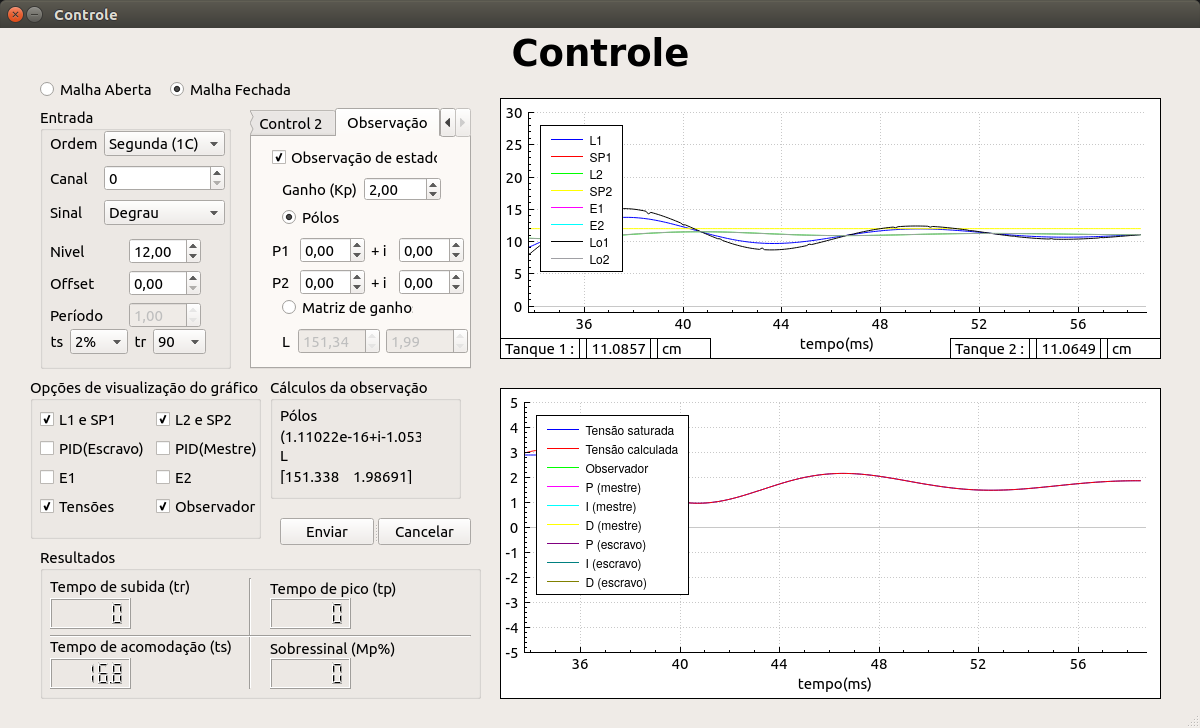 Controle
Controle
Malha Aberta Malha Fechada
Entrada
Ordem Segunda (1C)
Canal 0
Sinal Degrau
Nivel 12,00
Offset 0,00
Período 1,00
ts 2% tr 90
Control 2 Observação
Observação de estado
Ganho (Kp) 2,00
Pólos
P1 0,00 + i 0,00
P2 0,00 + i 0,00
Matriz de ganho
L 151,34 1,99
30
25
20
15
10
5
0
L1
SP1
L2
SP2
E1
E2
Lo1
Lo2
36 40 44 48 52 56
tempo(ms)
Tanque 1 : 11.0857 cm
Tanque 2 : 11.0649 cm
Opções de visualização do gráfico
L1 e SP1 L2 e SP2
PID(Escravo) PID(Mestre)
E1 E2
Tensões Observador
Cálculos da observação
Pólos
(1.11022e-16+i-1.053
L
[151.338 1.98691]
Enviar Cancelar
Resultados
Tempo de subida (tr)
0
Tempo de pico (tp)
0
Tempo de acomodação (ts)
16.8
Sobressinal (Mp%)
0
5
4
3
2
1
0
-1
-2
-3
-4
-5
Tensão saturada
Tensão calculada
Observador
P (mestre)
I (mestre)
D (mestre)
P (escravo)
I (escravo)
D (escravo)
36 40 44 48 52 56
tempo(ms)